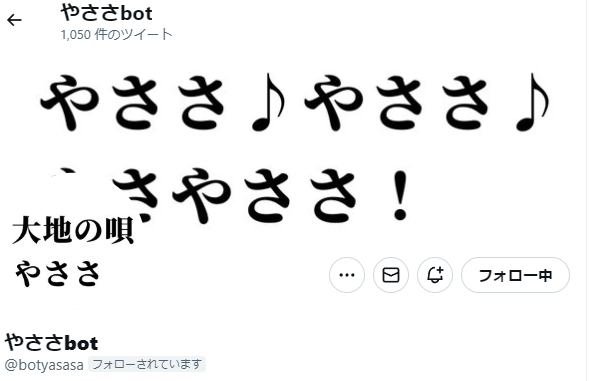 やささbot
1,050 件のツイート
やささ♪やささ♪
さやささ！
大地の唄
やささ
フォロー中
やささbot
@botyasasa フォローされています